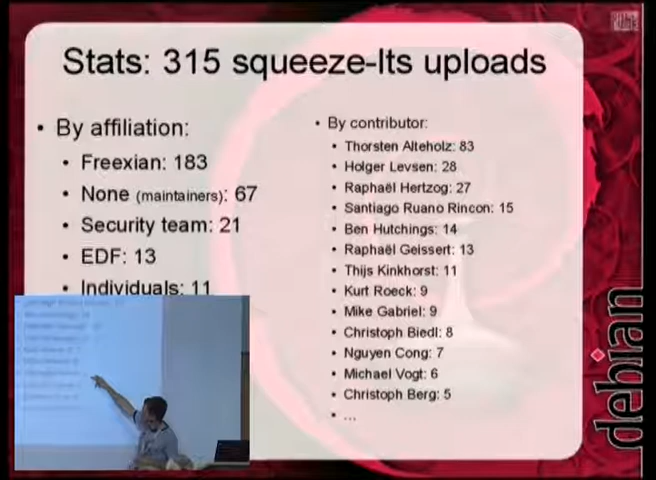 Stats: 315 squeeze-lts uploads
• By affiliation:
• Freexian: 183
• None (maintainers): 67
• Security team: 21
• EDF: 13
• Individuals: 11
• By contributor:
• Thorsten Alteholz: 83
• Holger Levsen: 28
• Raphaël Hertzog: 27
• Santiago Ruano Rincon: 15
• Ben Hutchings: 14
• Raphaël Geissert: 13
• Thijs Kinkhorst: 11
• Kurt Roeck: 9
• Mike Gabriel: 9
• Christoph Biedl: 8
• Nguyen Cong: 7
• Michael Vogt: 6
• Christoph Berg: 5
• ...
debian